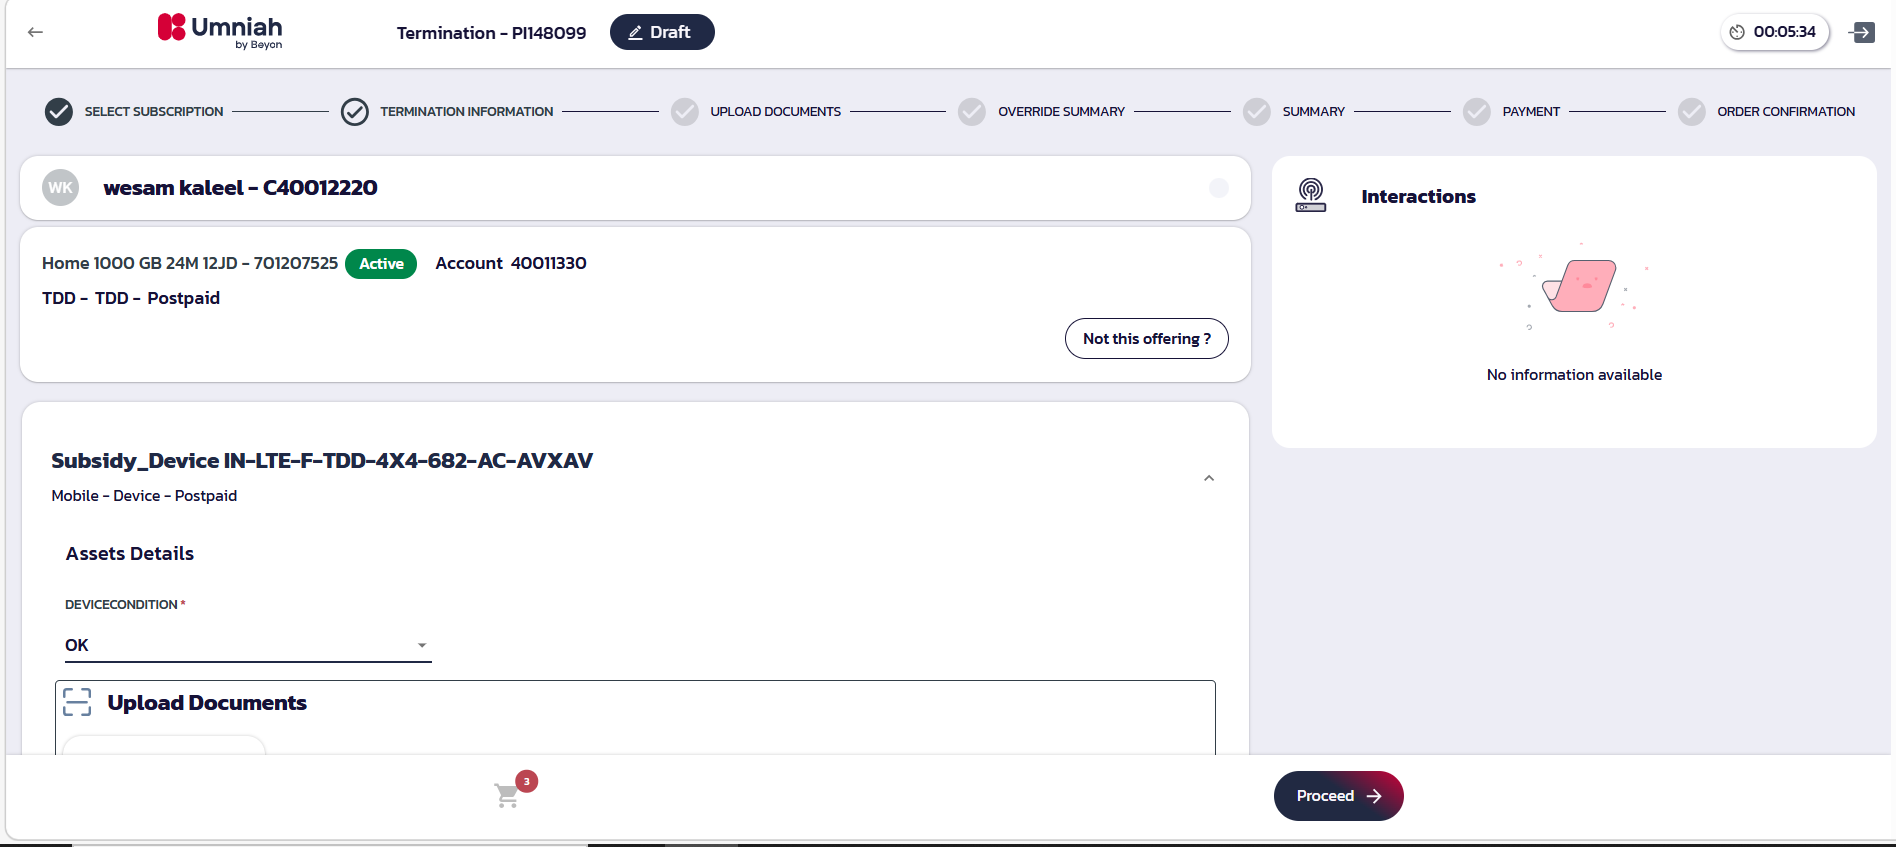 Umniah
by Beyon
Termination - PI148099
Draft
00:05:34
SELECT SUBSCRIPTION
TERMINATION INFORMATION
UPLOAD DOCUMENTS
OVERRIDE SUMMARY
SUMMARY
PAYMENT
ORDER CONFIRMATION
WK
wesam kaleel - C40012220
Home 1000 GB 24M 12JD - 701207525
Active
Account 40011330
TDD - TDD - Postpaid
Not this offering ?
Interactions
No information available
Subsidy_Device IN-LTE-F-TDD-4X4-682-AC-AVXAV
Mobile - Device - Postpaid
Assets Details
DEVICECONDITION *
OK
Upload Documents
3
Proceed